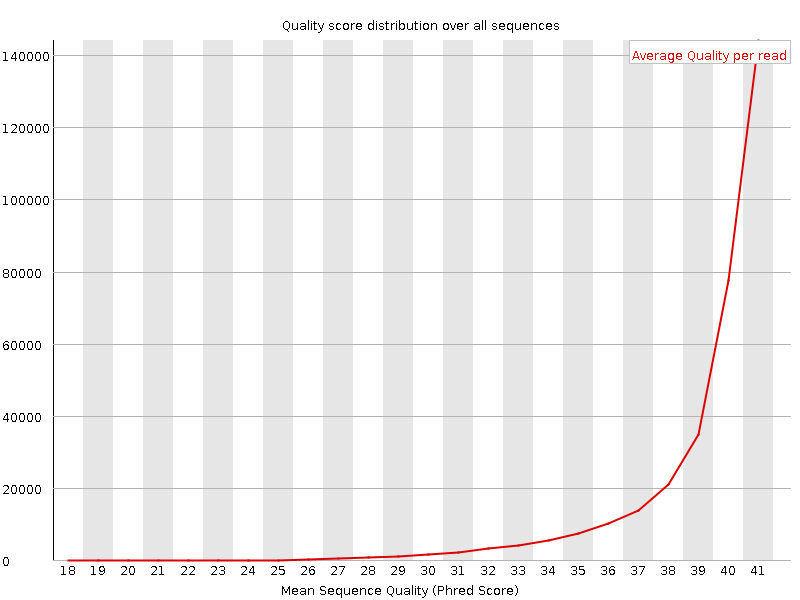 Quality score distribution over all sequences
Average Quality per read
140000
120000
100000
80000
60000
40000
20000
0
18 19 20 21 22 23 24 25 26 27 28 29 30 31 32 33 34 35 36 37 38 39 40 41
Mean Sequence Quality (Phred Score)